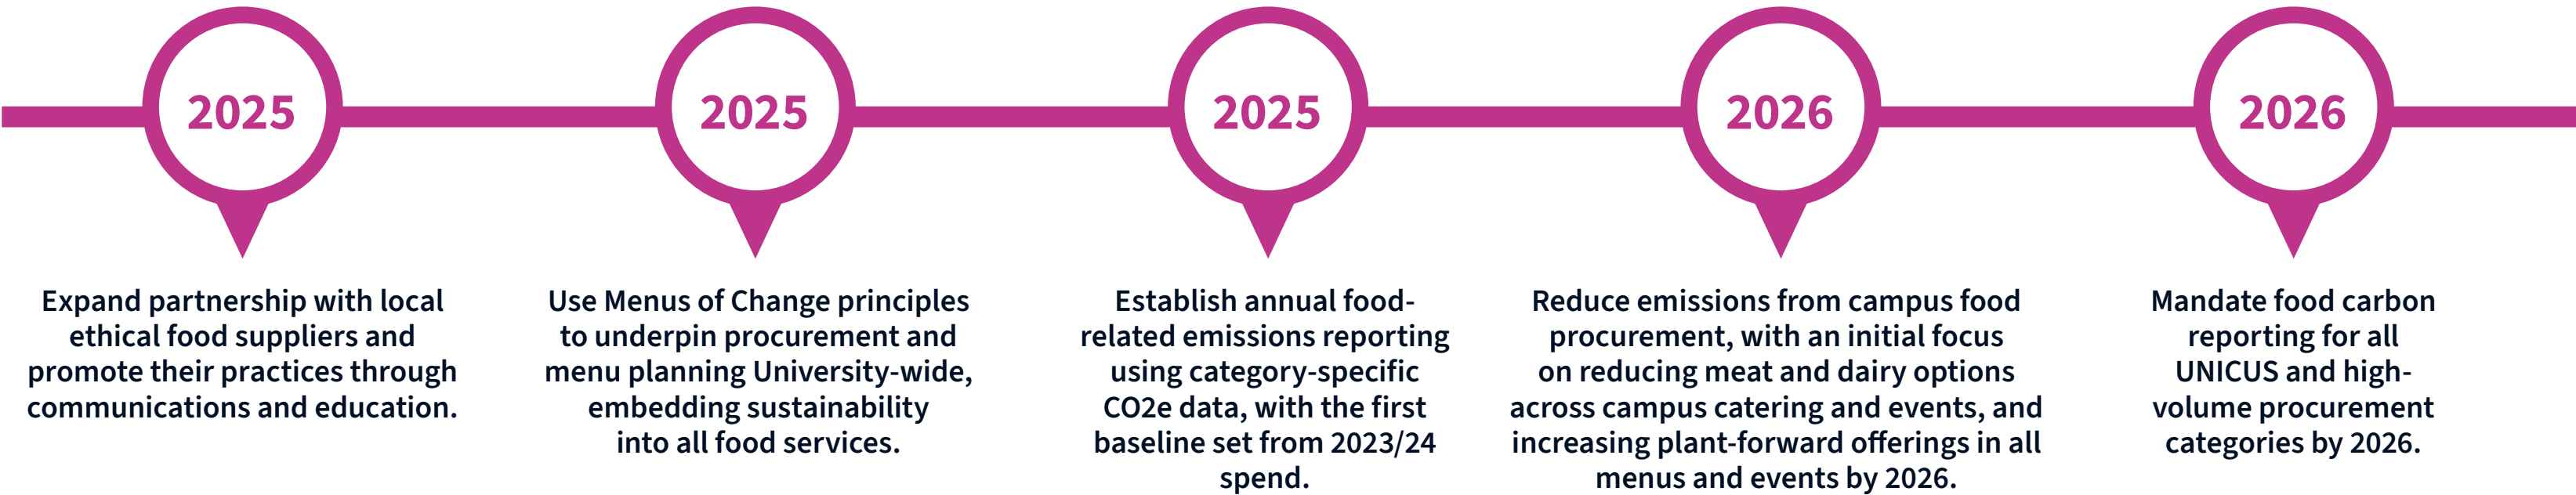 2025
Expand partnership with local
ethical food suppliers and
promote their practices through
communications and education.
2025
Use Menus of Change principles
to underpin procurement and
menu planning University-wide,
embedding sustainability
into all food services.
2025
Establish annual food-
related emissions reporting
using category-specific
CO2e data, with the first
baseline set from 2023/24
spend.
2026
Reduce emissions from campus food
procurement, with an initial focus
on reducing meat and dairy options
across campus catering and events, and
increasing plant-forward offerings in all
menus and events by 2026.
2026
Mandate food carbon
reporting for all
UNICUS and high-
volume procurement
categories by 2026.